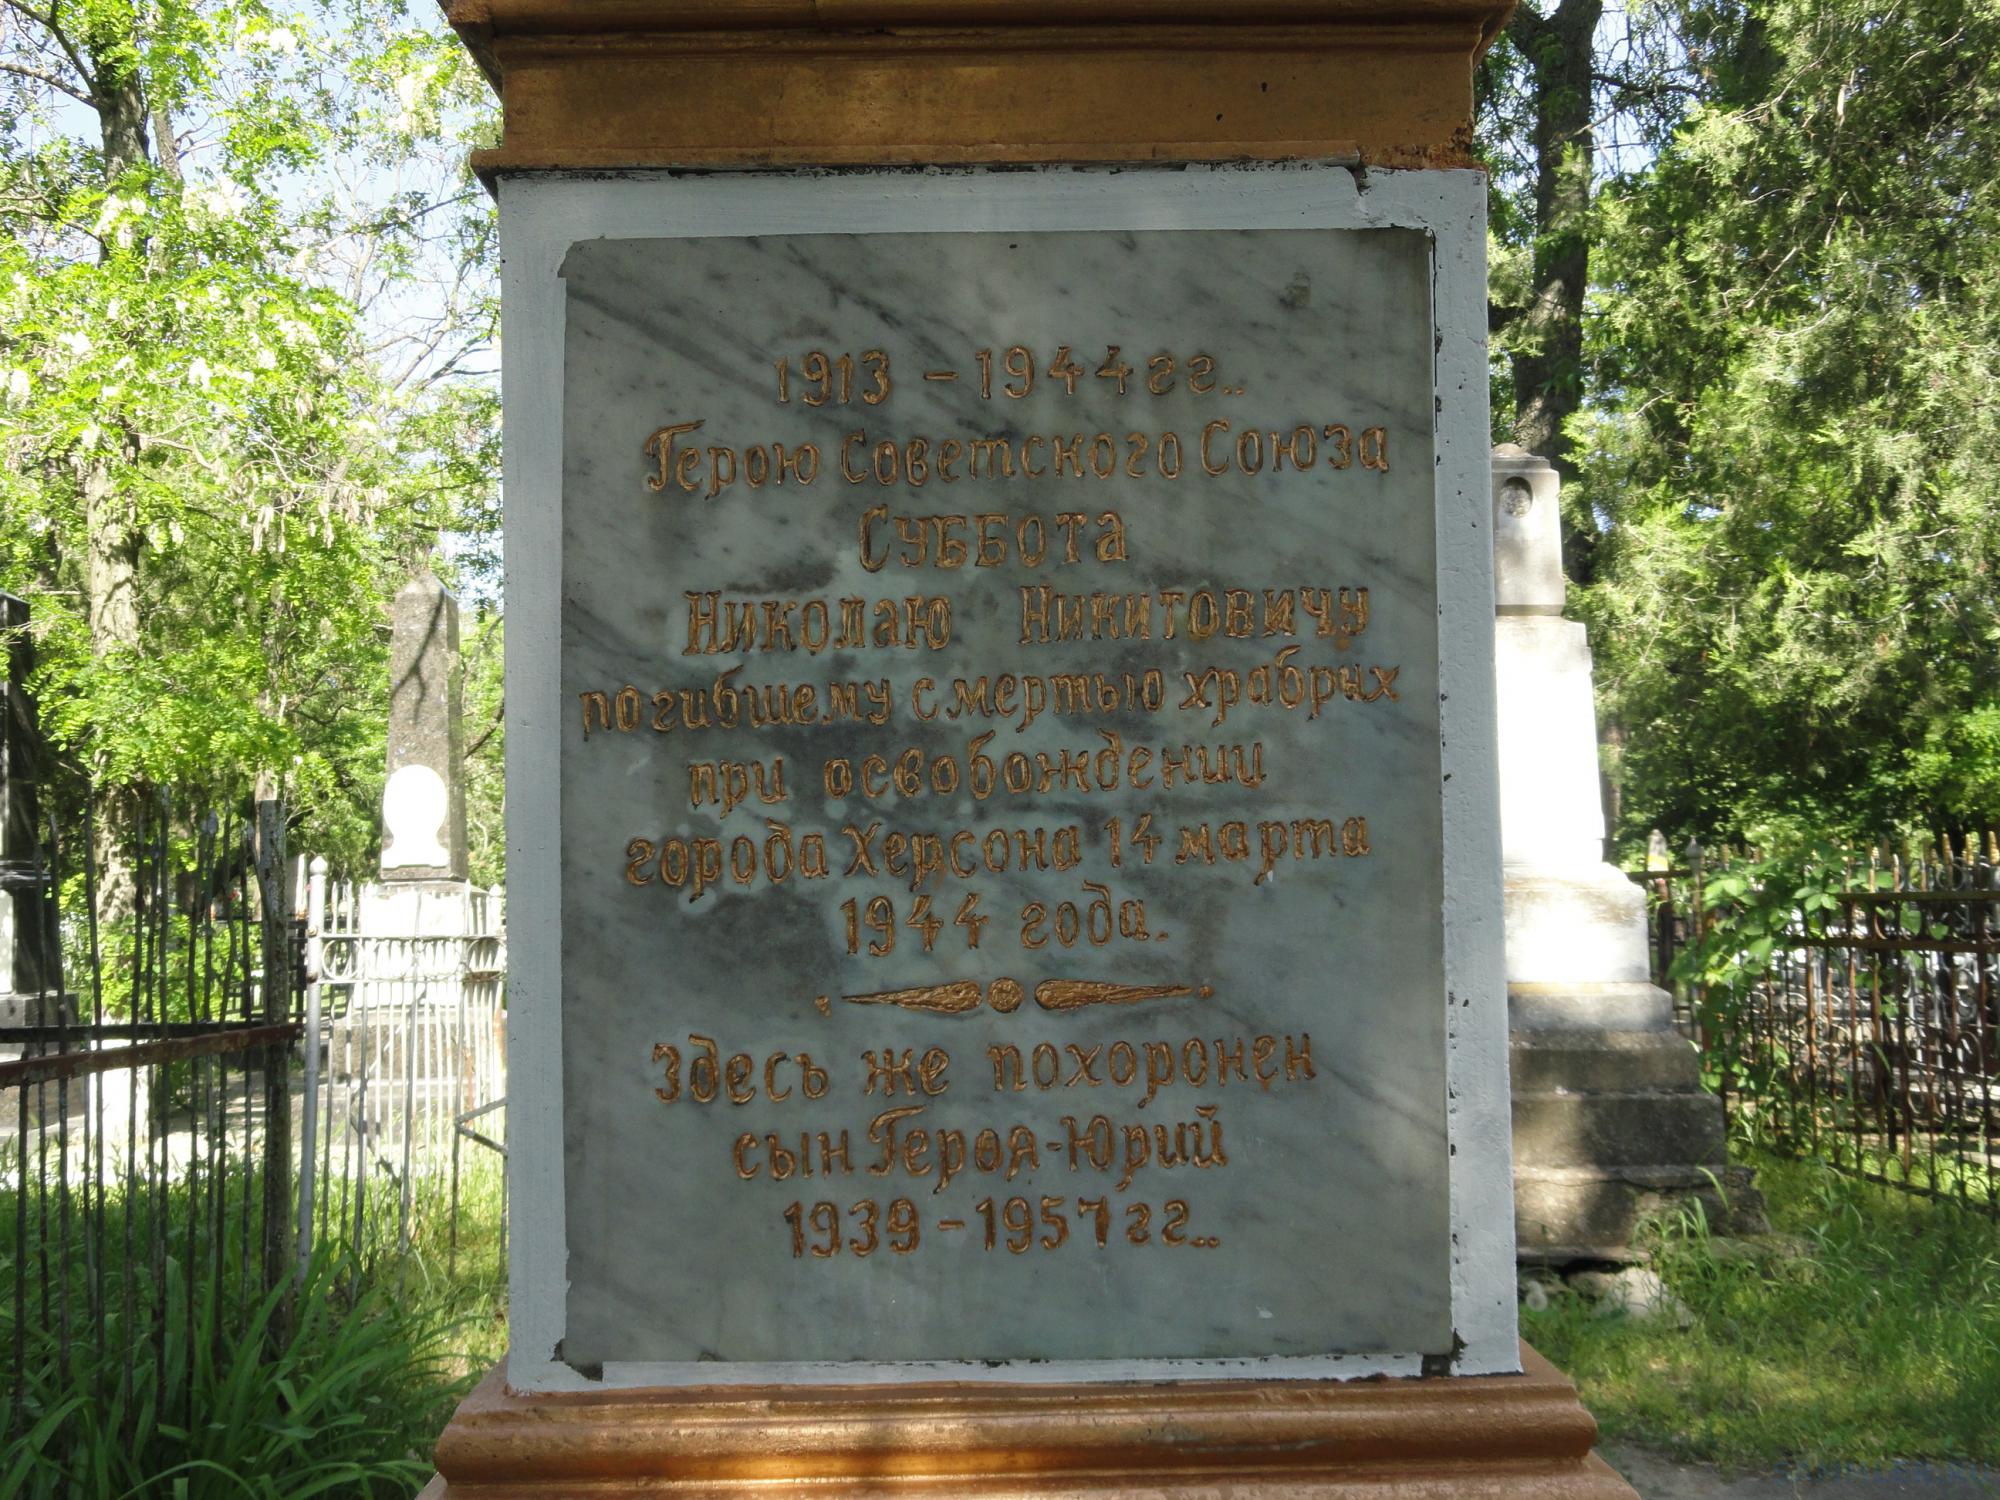 1913 - 1944 гг..
Герою Советского Союза
Суббота
Николаю Никитовичу
погибшему смертью храбрых
при освобождении
города Херсона 14 марта
1944 года.
Здесь же похоронен
сын Героя-Юрий
1939-1957 гг..